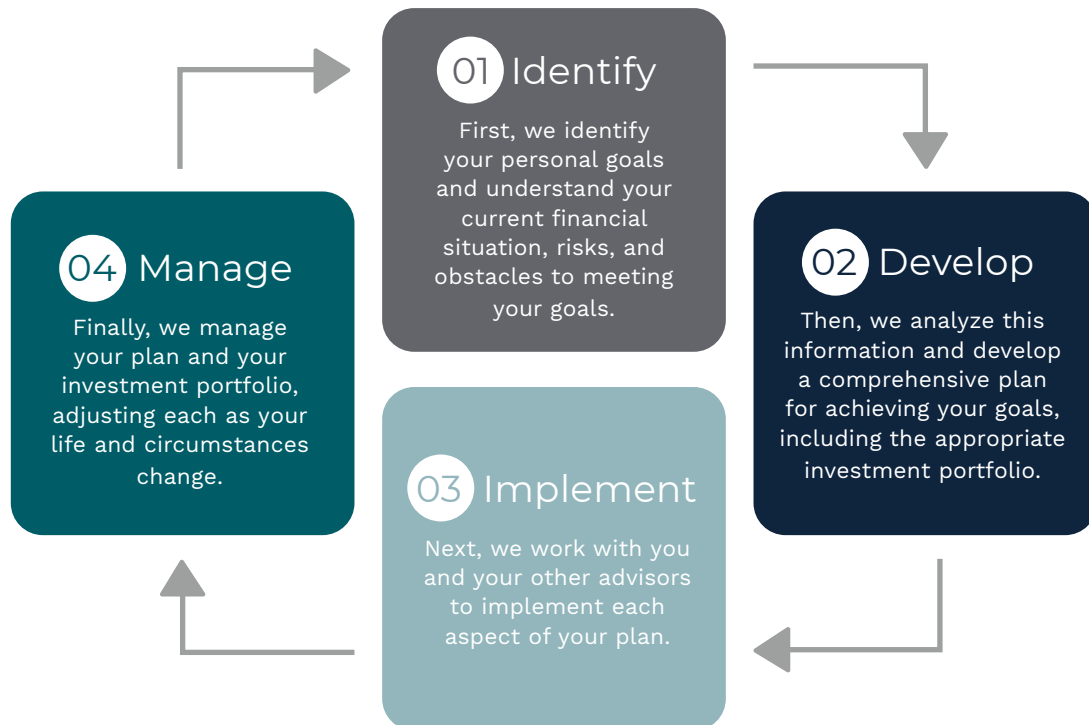 01 Identify
First, we identify
your personal goals
and understand your
current financial
situation, risks, and
obstacles to meeting
your goals.
02 Develop
Then, we analyze this
information and develop
a comprehensive plan
for achieving your goals,
including the appropriate
investment portfolio.
03 Implement
Next, we work with you
and your other advisors
to implement each
aspect of your plan.
04 Manage
Finally, we manage
your plan and your
investment portfolio,
adjusting each as your
life and circumstances
change.